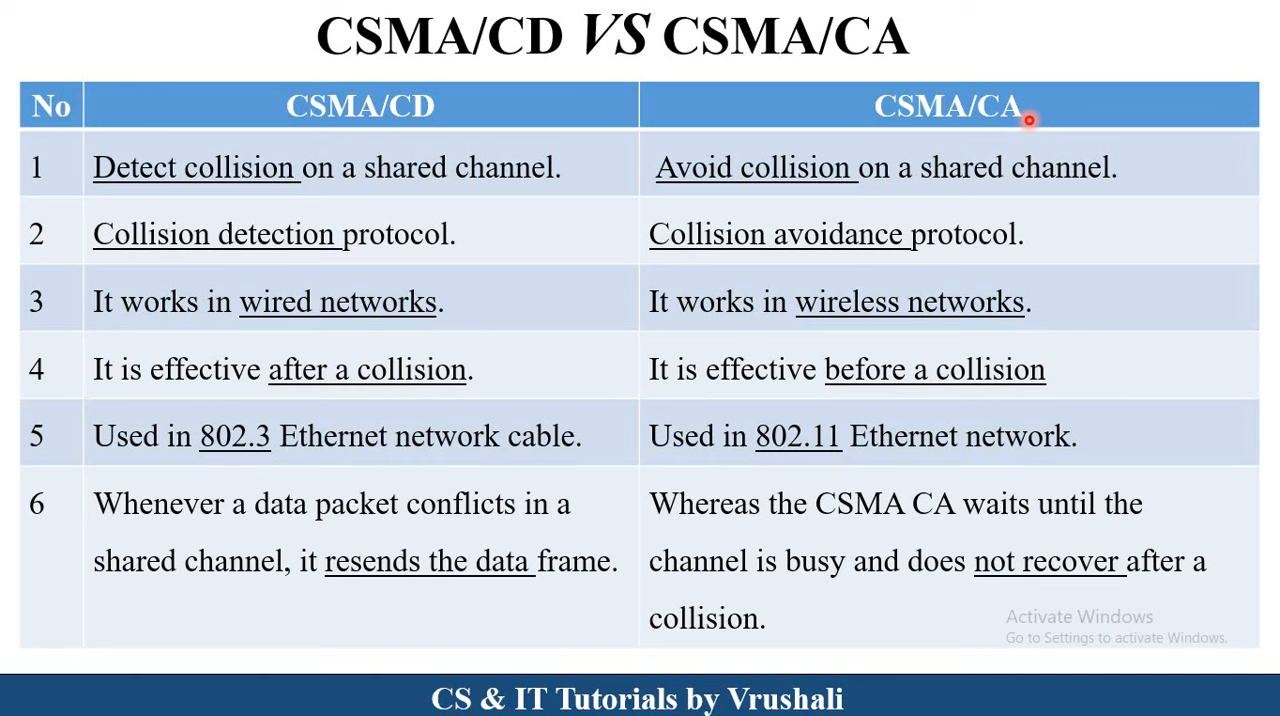 CSMA/CD VS CSMA/CA
No CSMA/CD CSMA/CA
1 Detect collision on a shared channel. Avoid collision on a shared channel.
2 Collision detection protocol. Collision avoidance protocol.
3 It works in wired networks. It works in wireless networks.
4 It is effective after a collision. It is effective before a collision
5 Used in 802.3 Ethernet network cable. Used in 802.11 Ethernet network.
6 Whenever a data packet conflicts in a
shared channel, it resends the data frame.
Whereas the CSMA CA waits until the
channel is busy and does not recover after a
collision.
Activate Windows
Go to Settings to activate Windows.
CS & IT Tutorials by Vrushali